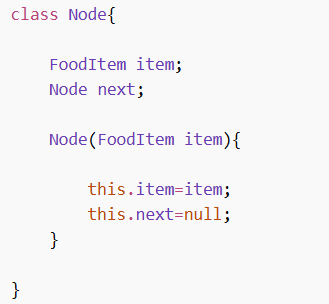 class Node{
FoodItem item;
Node next;
Node(FoodItem item){
this.item=item;
this.next=null;
}
}